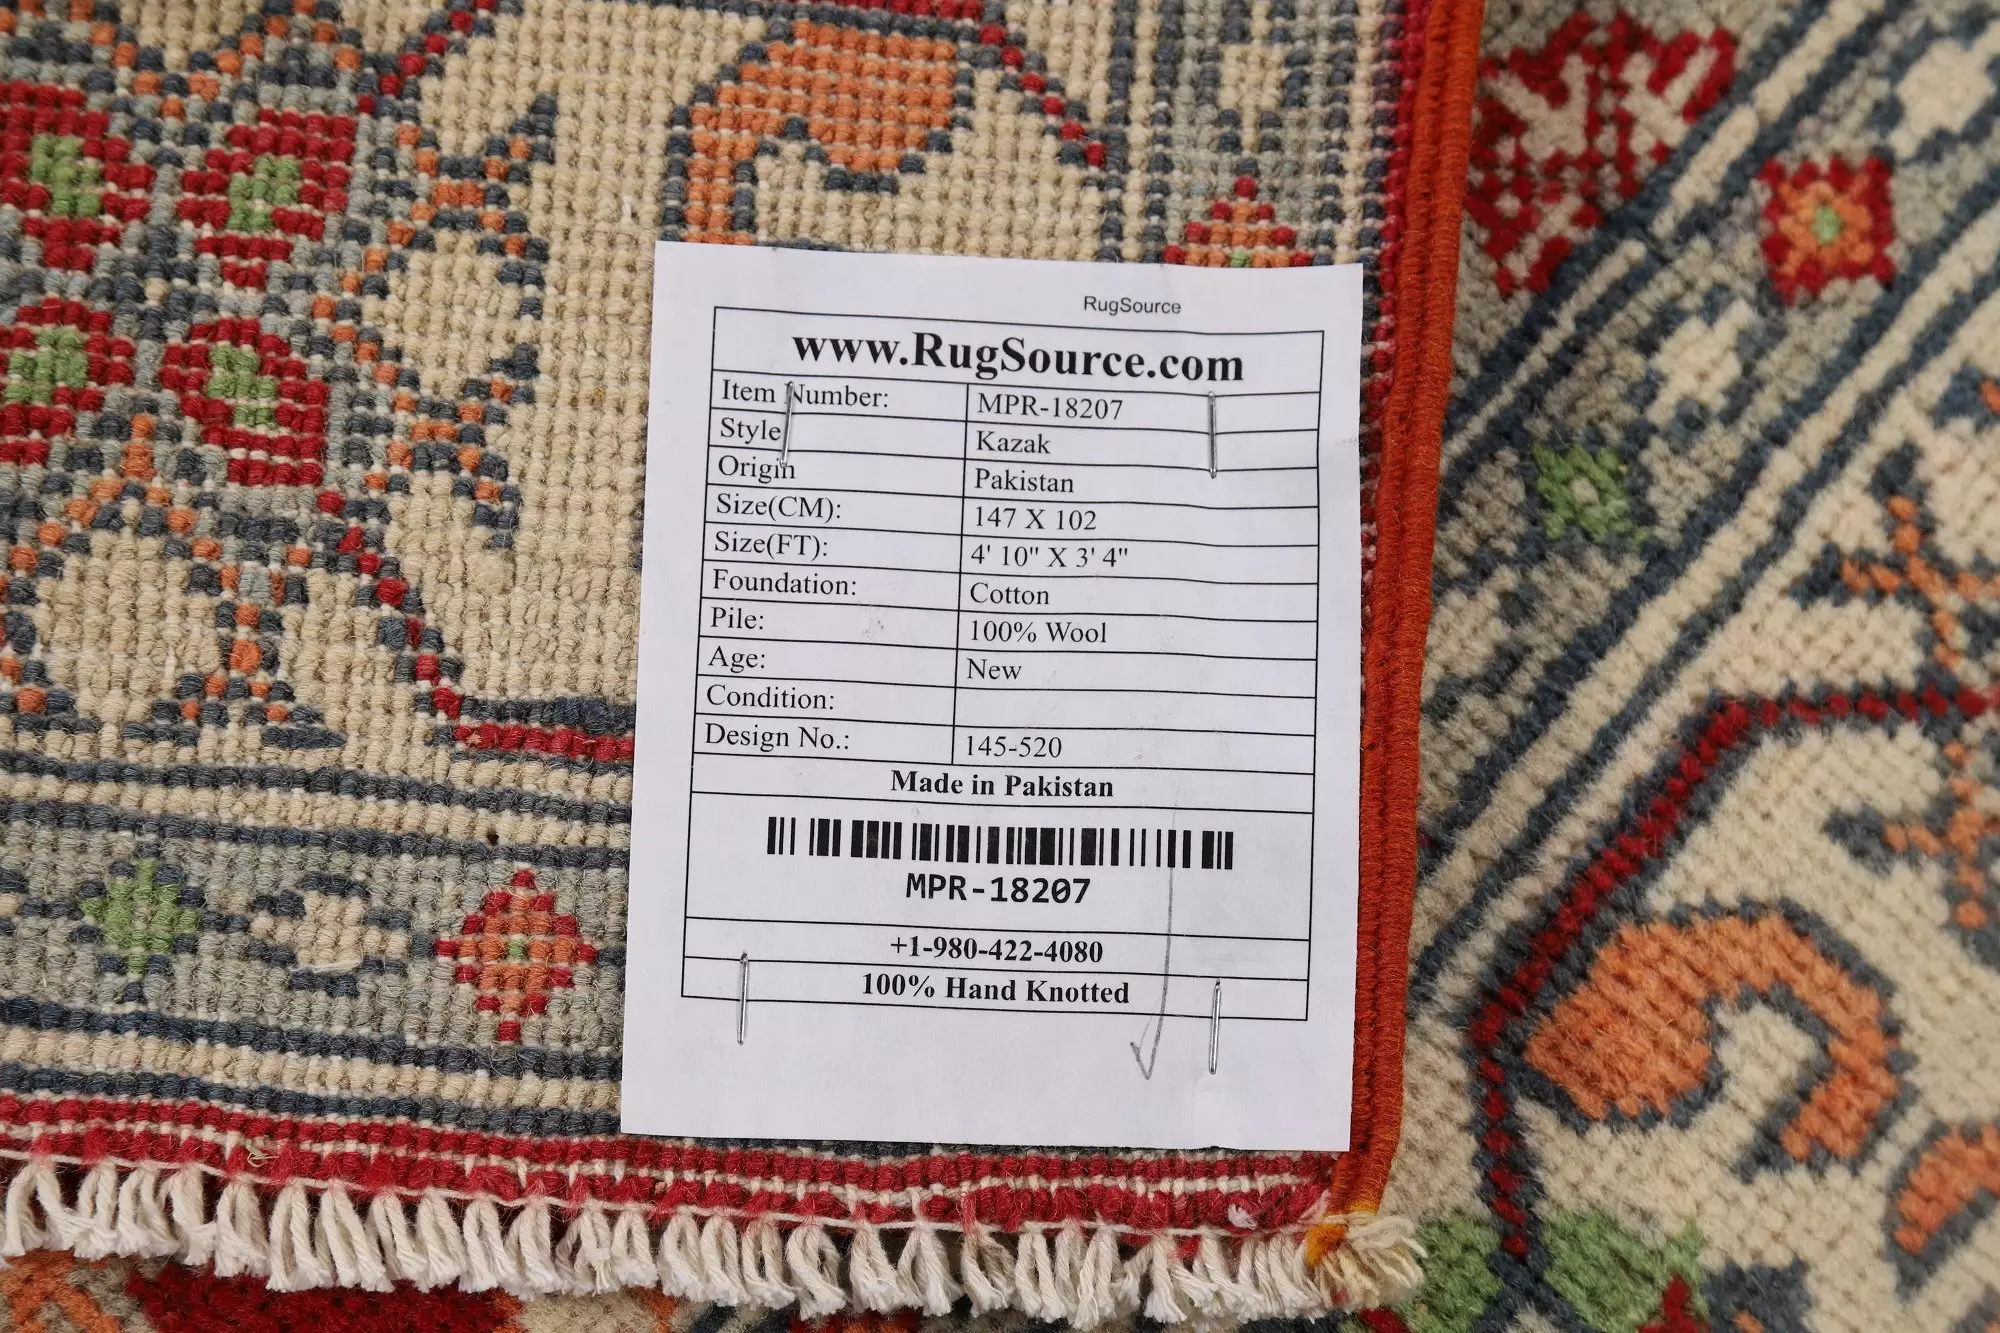 RugSource
www.RugSource.com
Item Number: MPR-18207
Style Kazak
Origin Pakistan
Size(CM): 147 X 102
Size(FT): 4' 10" X 3' 4"
Foundation: Cotton
Pile: 100% Wool
Age: New
Condition:
Design No.: 145-520
Made in Pakistan
MPR-18207
+1-980-422-4080
100% Hand Knotted